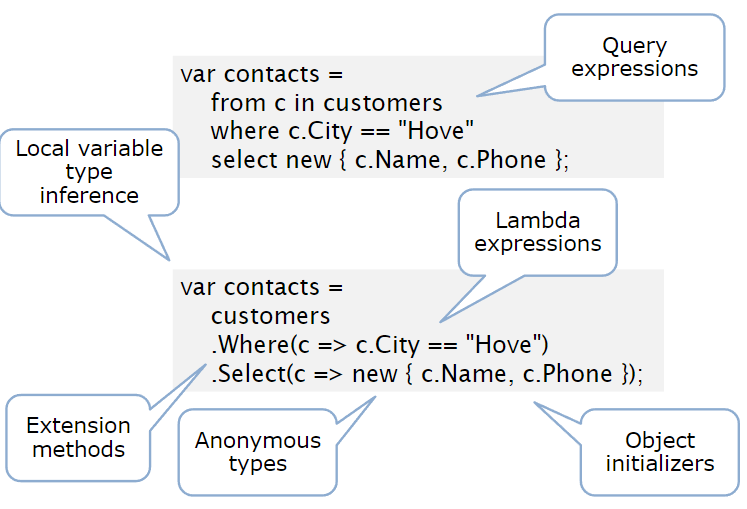 Query
expressions
var contacts =
from c in customers
where c.City == "Hove"
select new { c.Name, c.Phone };
Local variable
type
inference
Lambda
expressions
var contacts =
customers
.Where(c => c.City == "Hove")
.Select(c => new { c.Name, c.Phone });
Extension
methods
Anonymous
types
Object
initializers